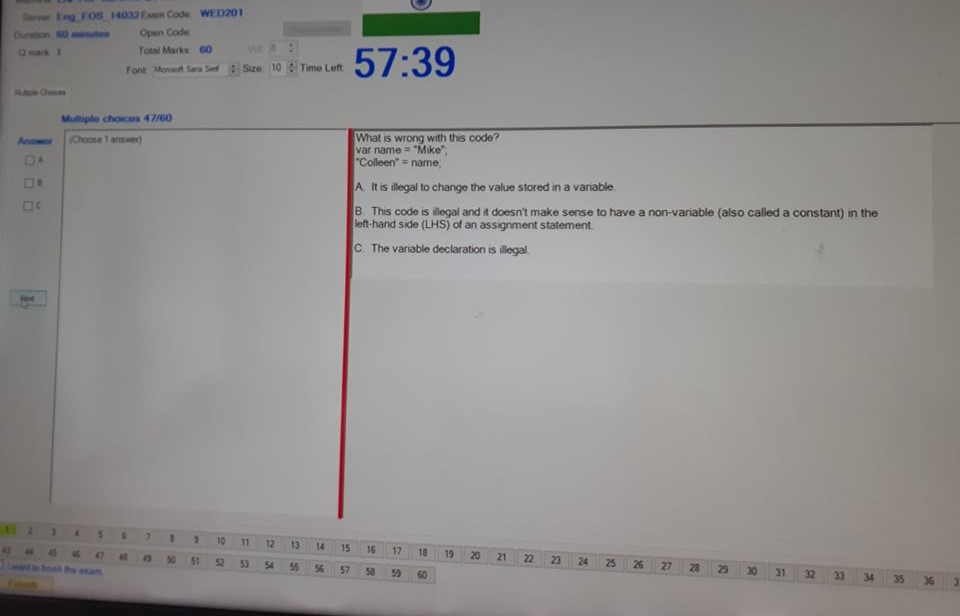 Server: Eng_EOS_14032 Exam Code: WED201
Duration: 60 minutes Open Code:
Q mark: 1 Total Marks: 60 Vol: 8
Font: Microsoft Sans Serif Size: 10 Time Left: 57:39
Multiple Choices
Multiple choices 47/60
Answer (Choose 1 answer)
A
B
C
Next
What is wrong with this code?
var name = "Mike";
"Colleen" = name;
A. It is illegal to change the value stored in a variable.
B. This code is illegal and it doesn't make sense to have a non-variable (also called a constant) in the
left-hand side (LHS) of an assignment statement.
C. The variable declaration is illegal.
1 2 3 4 5 6 7 8 9 10 11 12 13 14 15 16 17 18 19 20 21 22 23 24 25 26 27 28 29 30 31 32 33 34 35 36
43 44 45 46 47 48 49 50 51 52 53 54 55 56 57 58 59 60
I want to finish the exam.